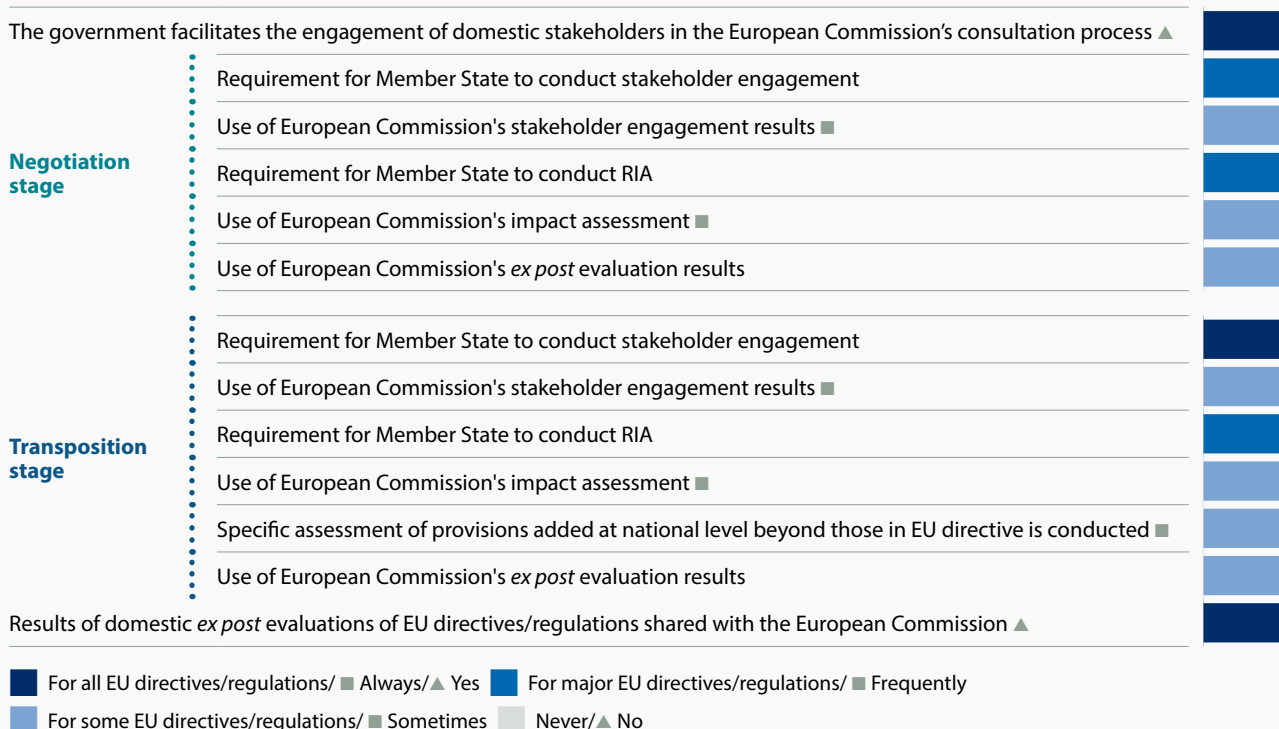 The government facilitates the engagement of domestic stakeholders in the European Commission’s consultation process ▲
Negotiation
stage
Requirement for Member State to conduct stakeholder engagement
Use of European Commission's stakeholder engagement results ■
Requirement for Member State to conduct RIA
Use of European Commission's impact assessment ■
Use of European Commission's ex post evaluation results
Transposition
stage
Requirement for Member State to conduct stakeholder engagement
Use of European Commission's stakeholder engagement results ■
Requirement for Member State to conduct RIA
Use of European Commission's impact assessment ■
Specific assessment of provisions added at national level beyond those in EU directive is conducted ■
Use of European Commission's ex post evaluation results
Results of domestic ex post evaluations of EU directives/regulations shared with the European Commission ▲
For all EU directives/regulations/ ■ Always/▲ Yes For major EU directives/regulations/ ■ Frequently
For some EU directives/regulations/ ■ Sometimes Never/▲ No